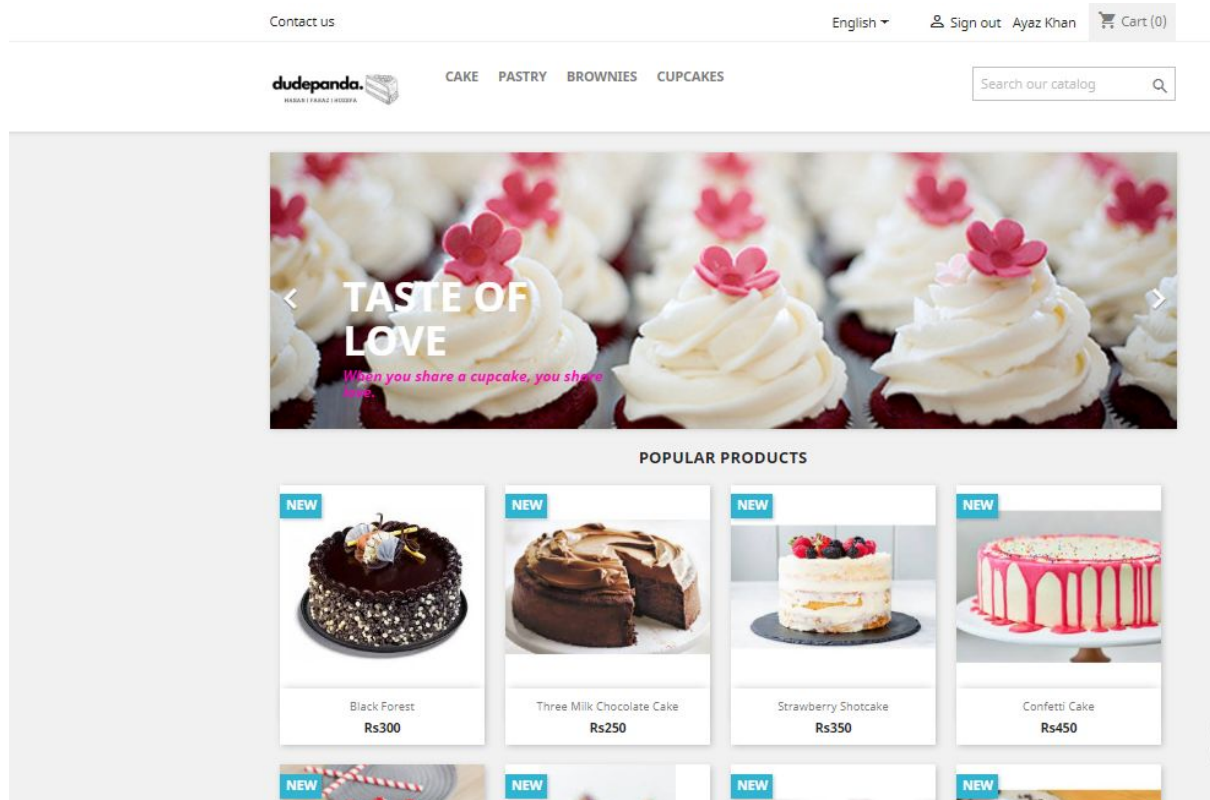 Contact us
English
Sign out
Ayaz Khan
Cart (0)
dudepanda.
CAKE
PASTRY
BROWNIES
CUPCAKES
Search our catalog
TASTE OF
LOVE
When you share a cupcake, you share
love.
POPULAR PRODUCTS
NEW
NEW
NEW
NEW
Black Forest
Rs300
Three Milk Chocolate Cake
Rs250
Strawberry Shotcake
Rs350
Confetti Cake
Rs450
NEW
NEW
NEW
NEW